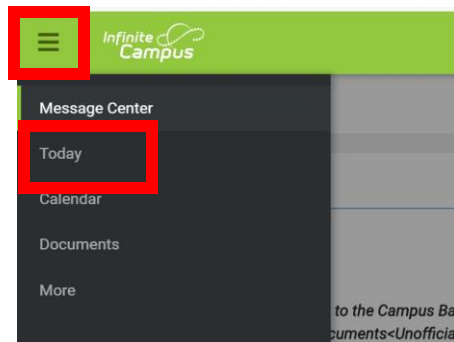 Infinite
Campus
Message Center
Today
Calendar
Documents
More
to the Campus Ba
cuments<Unofficia